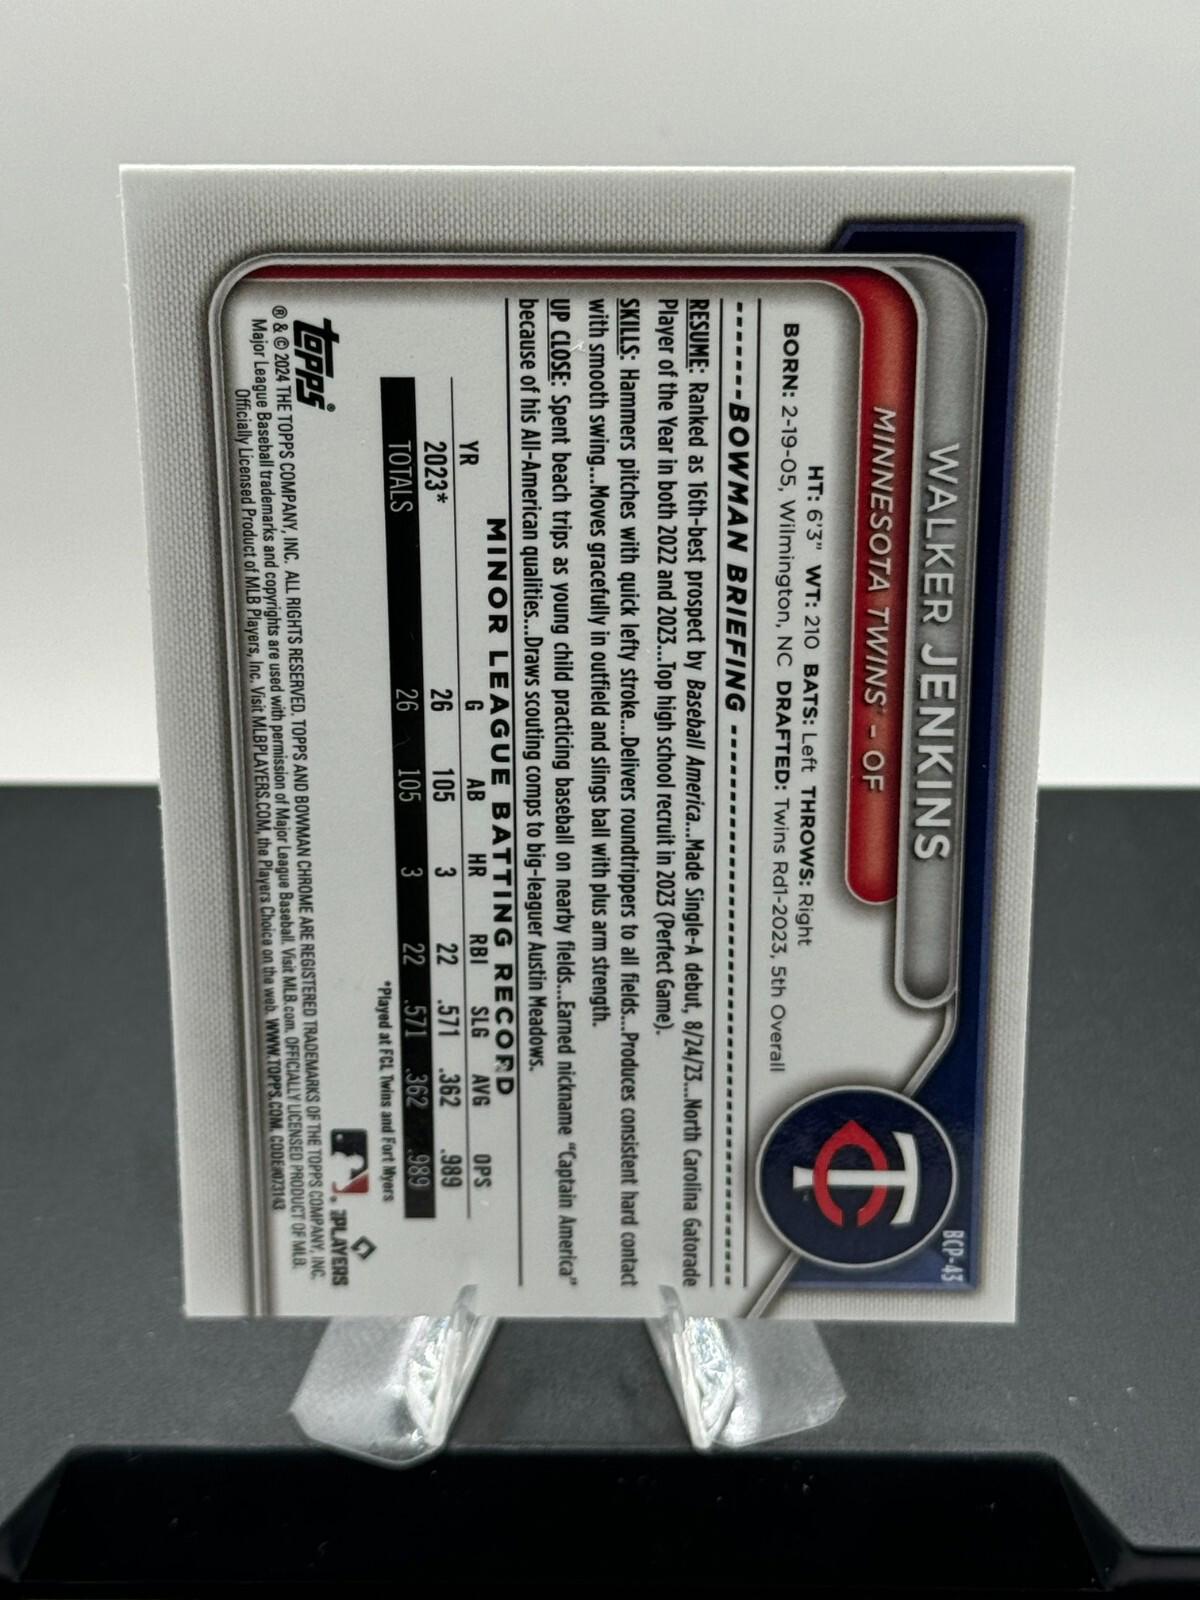 BCP-43
WALKER JENKINS
MINNESOTA TWINS® - OF
HT: 6'3" WT: 210 BATS: Left THROWS: Right
BORN: 2-19-05, Wilmington, NC DRAFTED: Twins Rd1-2023, 5th Overall
BOWMAN BRIEFING
RESUME: Ranked as 16th-best prospect by Baseball America...Made Single-A debut, 8/24/23...North Carolina Gatorade
Player of the Year in both 2022 and 2023...Top high school recruit in 2023 (Perfect Game).
SKILLS: Hammers pitches with quick lefty stroke...Delivers roundtrippers to all fields...Produces consistent hard contact
with smooth swing...Moves gracefully in outfield and slings ball with plus arm strength.
UP CLOSE: Spent beach trips as young child practicing baseball on nearby fields...Earned nickname "Captain America"
because of his All-American qualities...Draws scouting comps to big-leaguer Austin Meadows.
MINOR LEAGUE BATTING RECORD
YR G AB HR RBI SLG AVG OPS
2023* 26 105 3 22 .571 .362 .989
TOTALS 26 105 3 22 .571 .362 .989
*Played at FCL Twins and Fort Myers
topps®
MLB PLAYERS
® & © 2024 THE TOPPS COMPANY, INC. ALL RIGHTS RESERVED. TOPPS AND BOWMAN CHROME ARE REGISTERED TRADEMARKS OF THE TOPPS COMPANY, INC.
Major League Baseball trademarks and copyrights are used with permission of Major League Baseball. Visit MLB.com. OFFICIALLY LICENSED PRODUCT OF MLB.
Officially Licensed Product of MLB Players, Inc. Visit MLBPLAYERS.COM, the Players Choice on the web. WWW.TOPPS.COM. CODE#073143